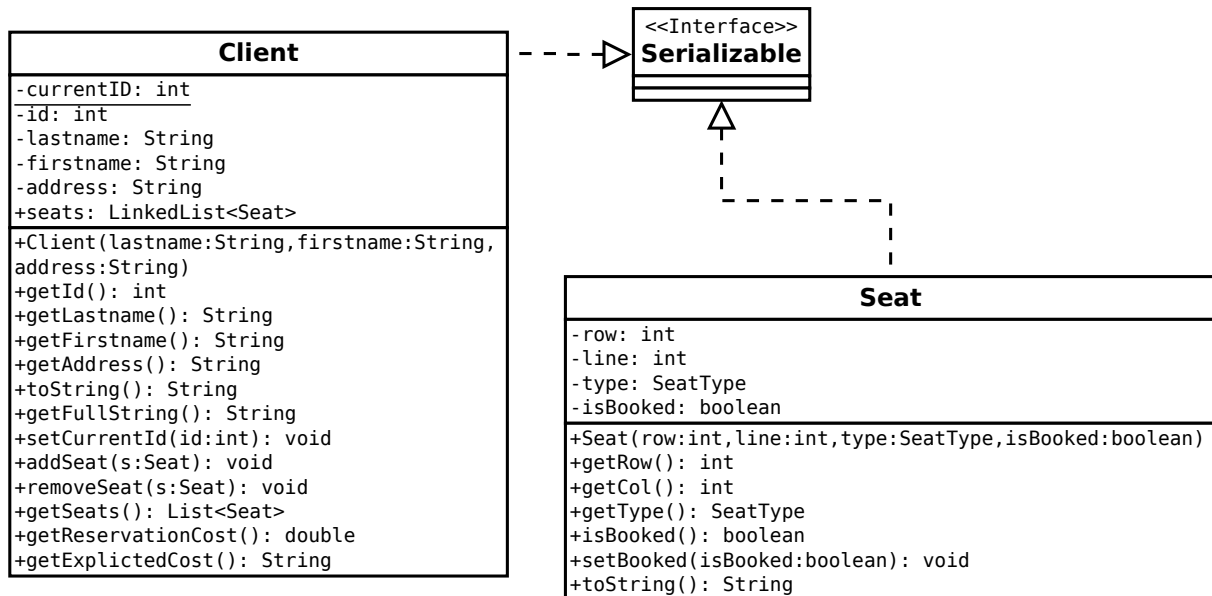 Client
-currentID: int
-id: int
-lastname: String
-firstname: String
-address: String
+seats: LinkedList<Seat>
+Client(lastname:String,firstname:String,
address:String)
+getId(): int
+getLastname(): String
+getFirstname(): String
+getAddress(): String
+toString(): String
+getFullString(): String
+setCurrentId(id:int): void
+addSeat(s:Seat): void
+removeSeat(s:Seat): void
+getSeats(): List<Seat>
+getReservationCost(): double
+getExplictedCost(): String
<<Interface>>
Serializable
Seat
-row: int
-line: int
-type: SeatType
-isBooked: boolean
+Seat(row:int,line:int,type:SeatType,isBooked:boolean)
+getRow(): int
+getCol(): int
+getType(): SeatType
+isBooked(): boolean
+setBooked(isBooked:boolean): void
+toString(): String